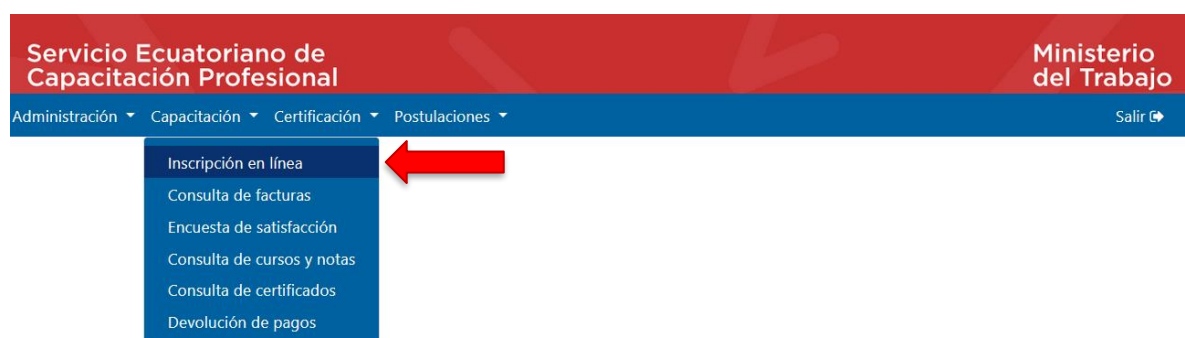 Servicio Ecuatoriano de
Capacitación Profesional
Ministerio
del Trabajo
Administración Capacitación Certificación Postulaciones Salir
Inscripción en línea
Consulta de facturas
Encuesta de satisfacción
Consulta de cursos y notas
Consulta de certificados
Devolución de pagos